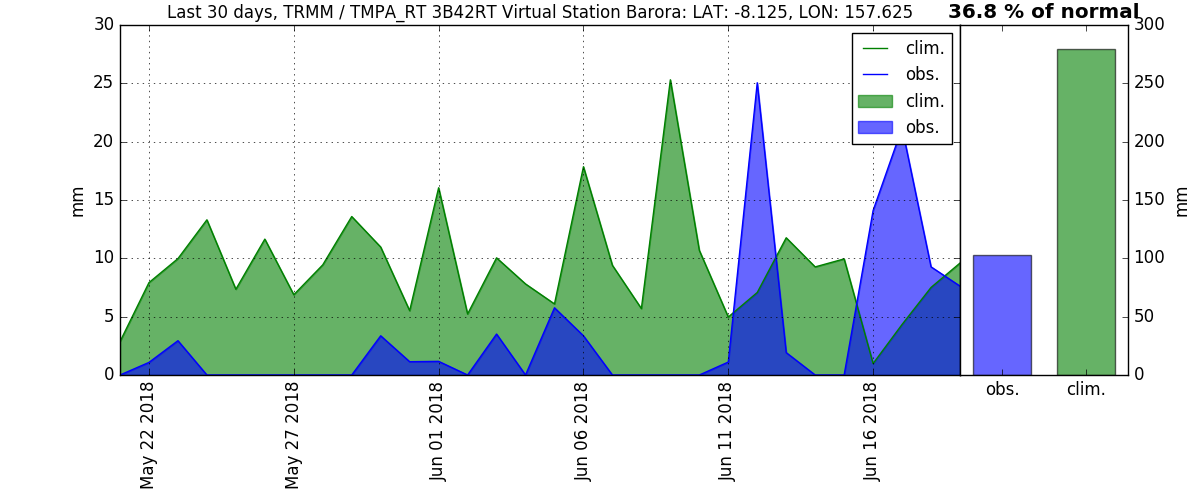 Last 30 days, TRMM / TMPA_RT 3B42RT Virtual Station Barora: LAT: -8.125, LON: 157.625
36.8 % of normal
30
25
20
15
10
5
0
mm
clim.
obs.
clim.
obs.
300
250
200
150
100
50
0
mm
May 22 2018
May 27 2018
Jun 01 2018
Jun 06 2018
Jun 11 2018
Jun 16 2018
obs.
clim.